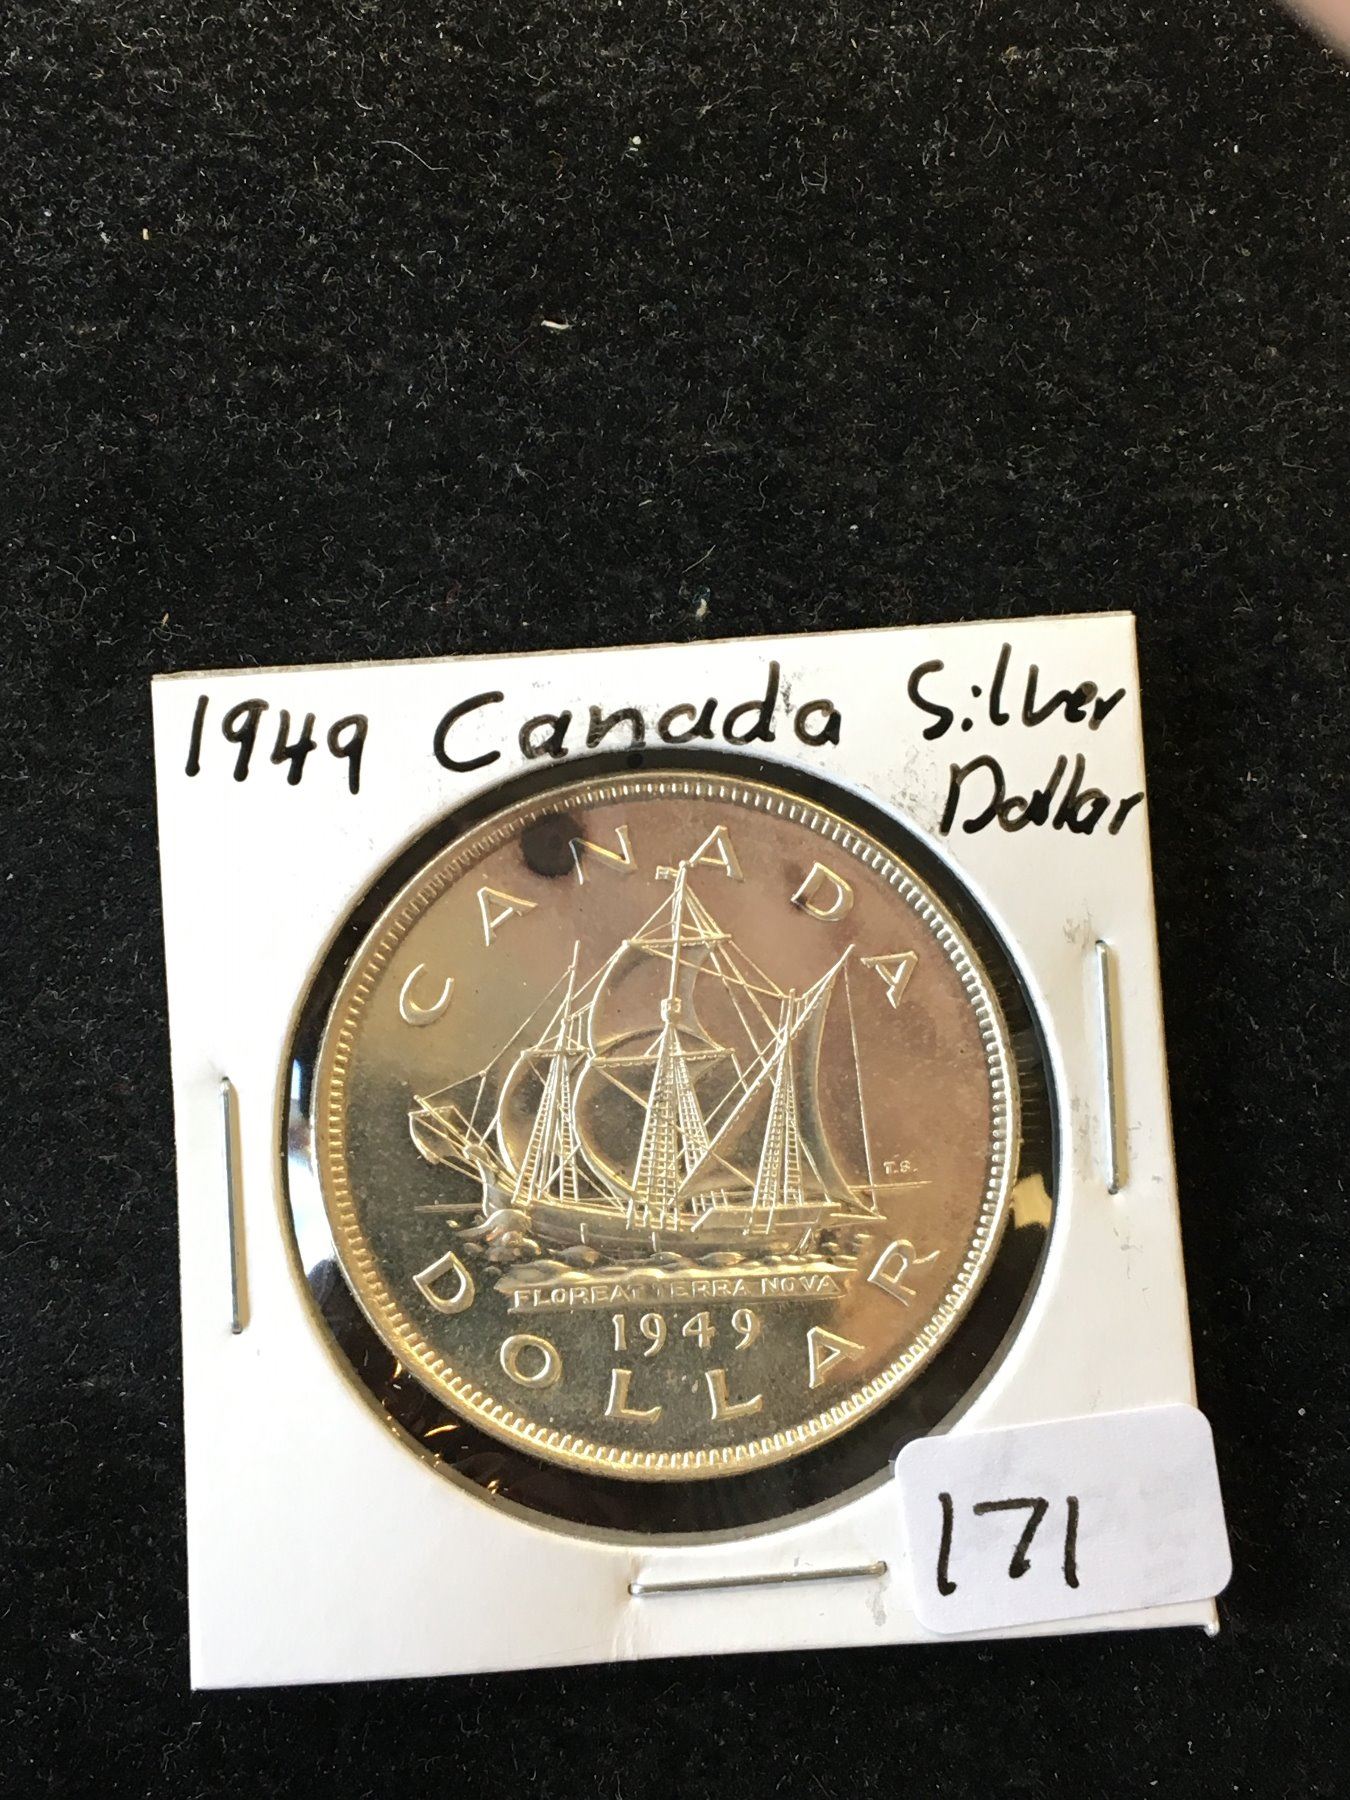 1949 Canada Silver
Dollar
CANADA
T.S.
FLOREAT TERRA NOVA
1949
DOLLAR
171